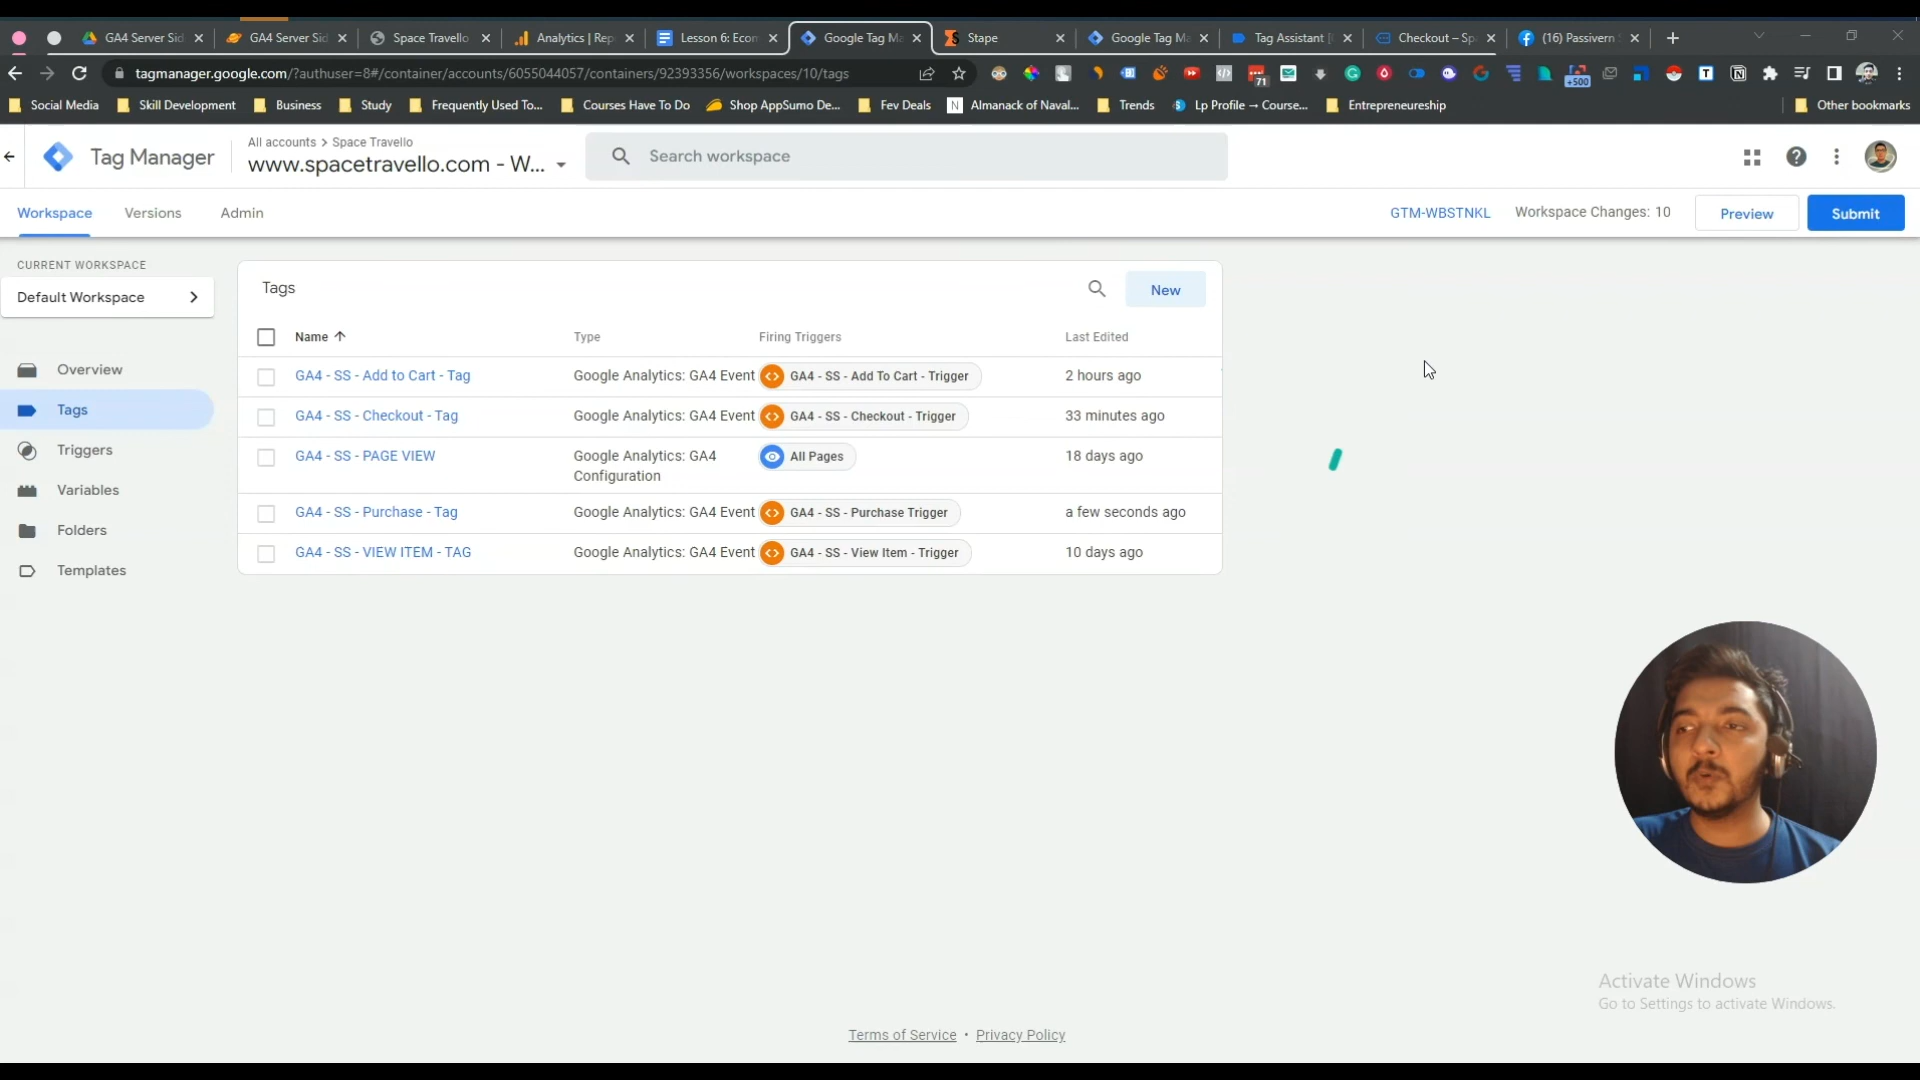 GA4 Server Sid
GA4 Server Sid
Space Travello
Analytics | Rep
Lesson 6: Econ
Google Tag Ma
Stape
Google Tag Ma
Tag Assistant [
Checkout – Sp
(16) Passivern
tagmanager.google.com/?authuser=8#/container/accounts/6055044057/containers/92393356/workspaces/10/tags
71
+500
Social Media
Skill Development
Business
Study
Frequently Used To...
Courses Have To Do
Shop AppSumo De...
Fev Deals
Almanack of Naval...
Trends
Lp Profile → Course...
Entrepreneureship
Other bookmarks
Tag Manager
All accounts > Space Travello
www.spacetravello.com - W...
Search workspace
Workspace
Versions
Admin
GTM-WBSTNKL
Workspace Changes: 10
Preview
Submit
CURRENT WORKSPACE
Default Workspace
Overview
Tags
Triggers
Variables
Folders
Templates
Tags
New
Name
Type
Firing Triggers
Last Edited
GA4 - SS - Add to Cart - Tag
Google Analytics: GA4 Event
GA4 - SS - Add To Cart - Trigger
2 hours ago
GA4 - SS - Checkout - Tag
Google Analytics: GA4 Event
GA4 - SS - Checkout - Trigger
33 minutes ago
GA4 - SS - PAGE VIEW
Google Analytics: GA4
Configuration
All Pages
18 days ago
GA4 - SS - Purchase - Tag
Google Analytics: GA4 Event
GA4 - SS - Purchase Trigger
a few seconds ago
GA4 - SS - VIEW ITEM - TAG
Google Analytics: GA4 Event
GA4 - SS - View Item - Trigger
10 days ago
Activate Windows
Go to Settings to activate Windows.
Terms of Service • Privacy Policy